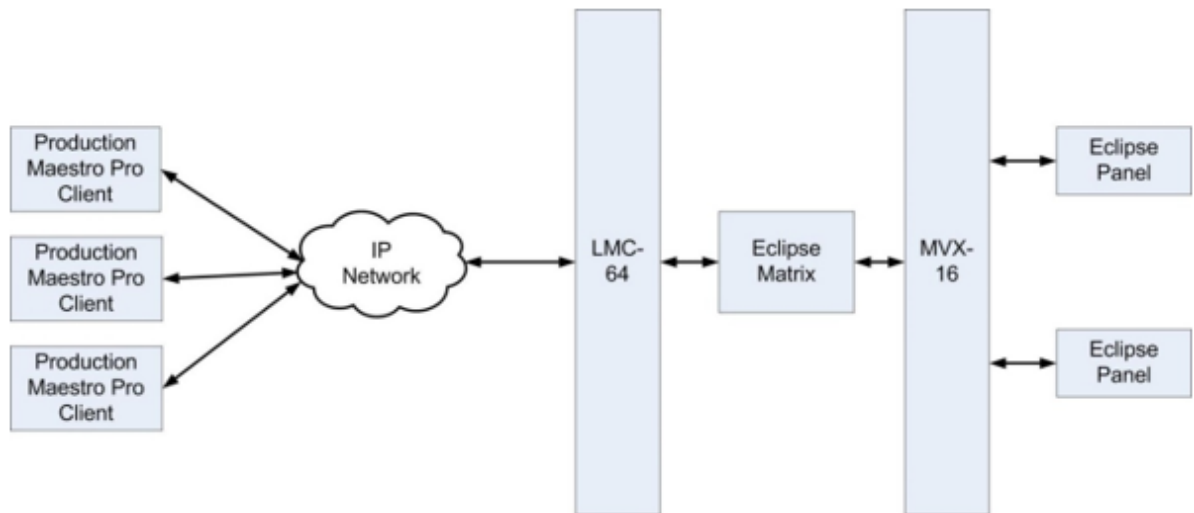 Production
Maestro Pro
Client
Production
Maestro Pro
Client
Production
Maestro Pro
Client
IP
Network
LMC-
64
Eclipse
Matrix
MVX-
16
Eclipse
Panel
Eclipse
Panel